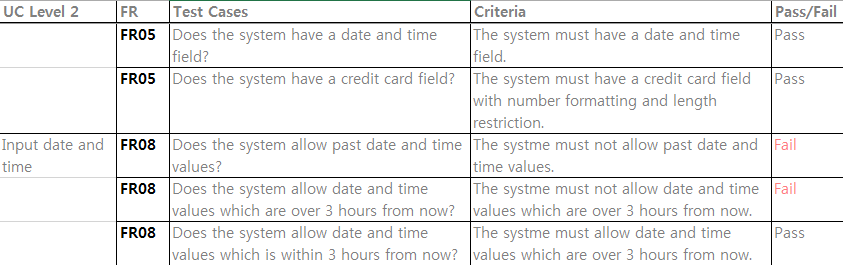 UC Level 2 FR Test Cases Criteria Pass/Fail
FR05 Does the system have a date and time The system must have a date and time Pass
field? field.
FR05 Does the system have a credit card field? The system must have a credit card field Pass
with number formatting and length
restriction.
Input date and FR08 Does the system allow past date and time The systme must not allow past date and Fail
time values? time values.
FR08 Does the system allow date and time The systme must not allow date and time Fail
values which are over 3 hours from now? values which are over 3 hours from now.
FR08 Does the system allow date and time The systme must allow date and time Pass
values which is within 3 hours from now? values which are over 3 hours from now.